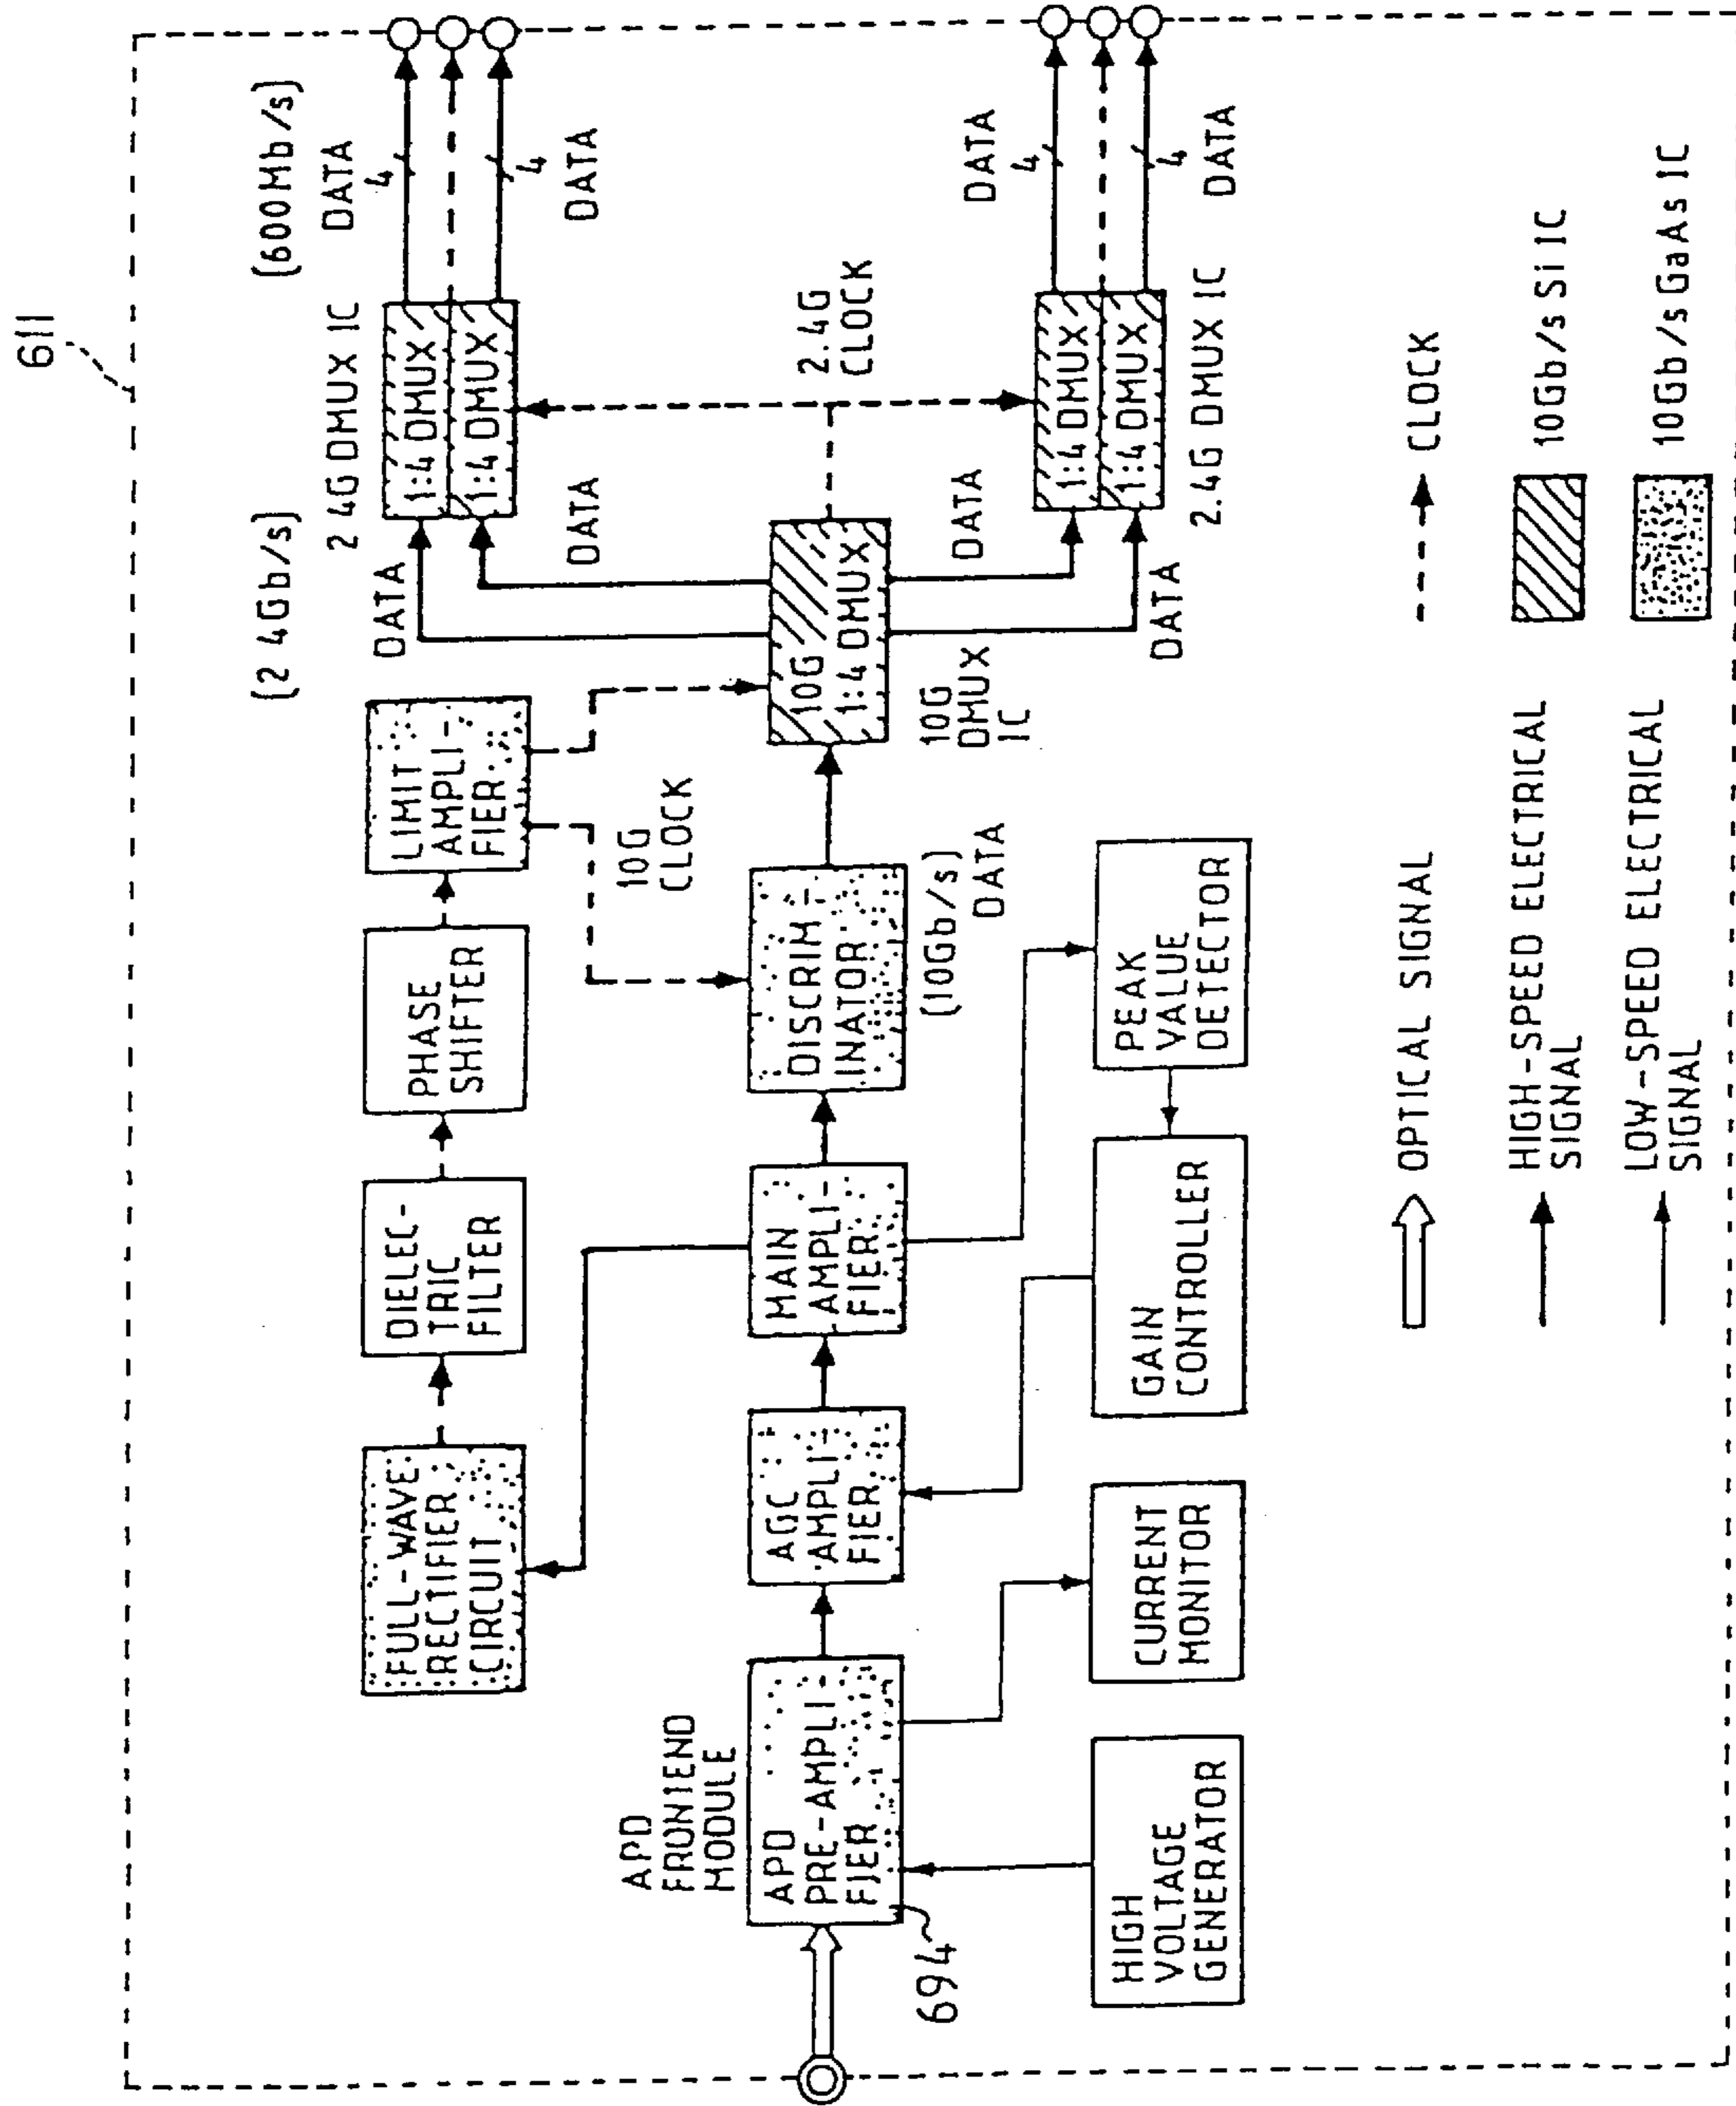 611
(2 4Gb/s)
(600Mb/s)
2 4G DMUX IC
DATA
4
1:4 DMUX
1:4 DMUX
DATA
DATA
4
DATA
FULL-WAVE
RECTIFIER
CIRCUIT
DIELEC-
TRIC
FILTER
PHASE
SHIFTER
LIMIT
AMPLI-
FIER
10G
CLOCK
2.4G
CLOCK
APD
FRON1END
MODULE
APD
PRE-AMPLI-
FIER
694
AGC
AMPLI-
FIER
MAIN
AMPLI-
FIER
DISCRIM-
INATOR
(10Gb/s)
DATA
10G
1:4 DMUX
10G
DMUX
IC
DATA
DATA
1:4 DMUX
1:4 DMUX
2.4G DMUX IC
DATA
4
4
DATA
HIGH
VOLTAGE
GENERATOR
CURRENT
MONITOR
GAIN
CONTROLLER
PEAK
VALUE
DETECTOR
OPTICAL SIGNAL
CLOCK
HIGH-SPEED ELECTRICAL
SIGNAL
10Gb/s Si IC
LOW-SPEED ELECTRICAL
SIGNAL
10Gb/s GaAs IC